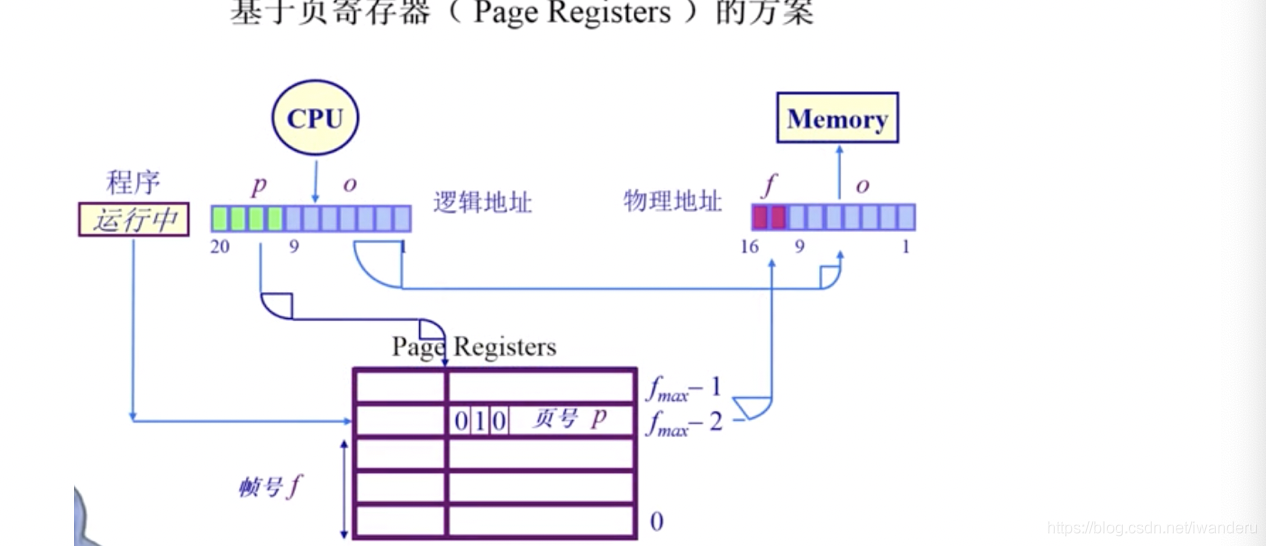 基于页寄存器（ Page Registers ）的方案
CPU
Memory
程序
p
o
逻辑地址
物理地址
f
o
运行中
20
9
1
16
9
1
Page Registers
f max – 1
0 1 0 页号 p
f max – 2
帧号 f
0
https://blog.csdn.net/iwanderu